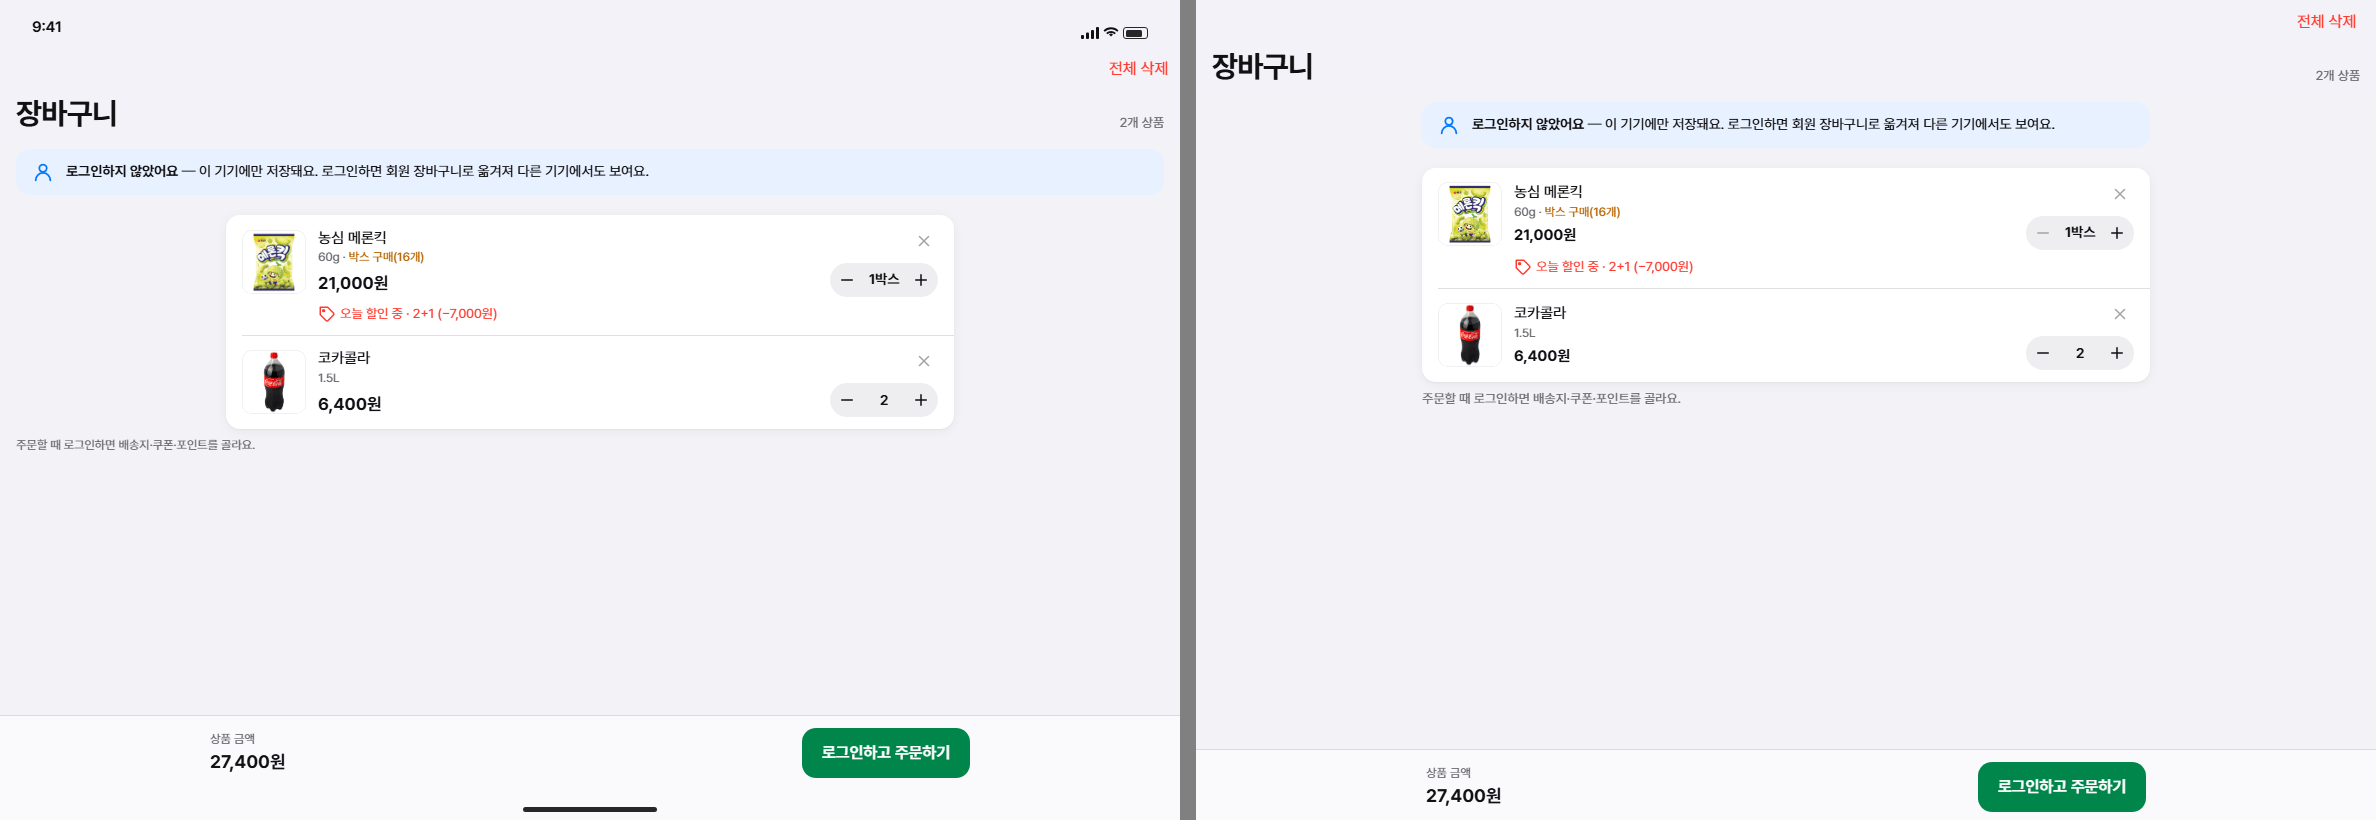 9:41
전체 삭제
장바구니
2개 상품
로그인하지 않았어요 — 이 기기에만 저장돼요. 로그인하면 회원 장바구니로 옮겨져 다른 기기에서도 보여요.
농심 메론킥
60g · 박스 구매(16개)
21,000원
1박스
오늘 할인 중 · 2+1 (−7,000원)
코카콜라
1.5L
6,400원
2
주문할 때 로그인하면 배송지·쿠폰·포인트를 골라요.
상품 금액
27,400원
로그인하고 주문하기
전체 삭제
장바구니
2개 상품
로그인하지 않았어요 — 이 기기에만 저장돼요. 로그인하면 회원 장바구니로 옮겨져 다른 기기에서도 보여요.
메론킥
농심 메론킥
60g · 박스 구매(16개)
21,000원
1박스
오늘 할인 중 · 2+1 (−7,000원)
코카콜라
1.5L
6,400원
2
주문할 때 로그인하면 배송지·쿠폰·포인트를 골라요.
상품 금액
27,400원
로그인하고 주문하기